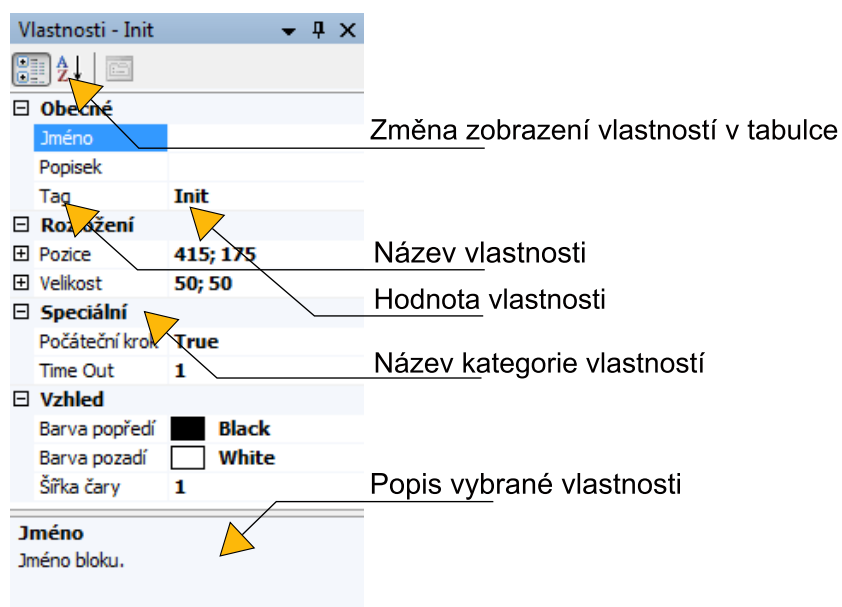 Vlastnosti - Init
A
Z
Obecné
Jméno
Změna zobrazení vlastností v tabulce
Popisek
Tag Init
Rozložení
Pozice 415; 175
Název vlastnosti
Velikost 50; 50
Hodnota vlastnosti
Speciální
Počáteční krok True
Název kategorie vlastností
Time Out 1
Vzhled
Barva popředí Black
Barva pozadí White
Šířka čary 1
Popis vybrané vlastnosti
Jméno
Jméno bloku.